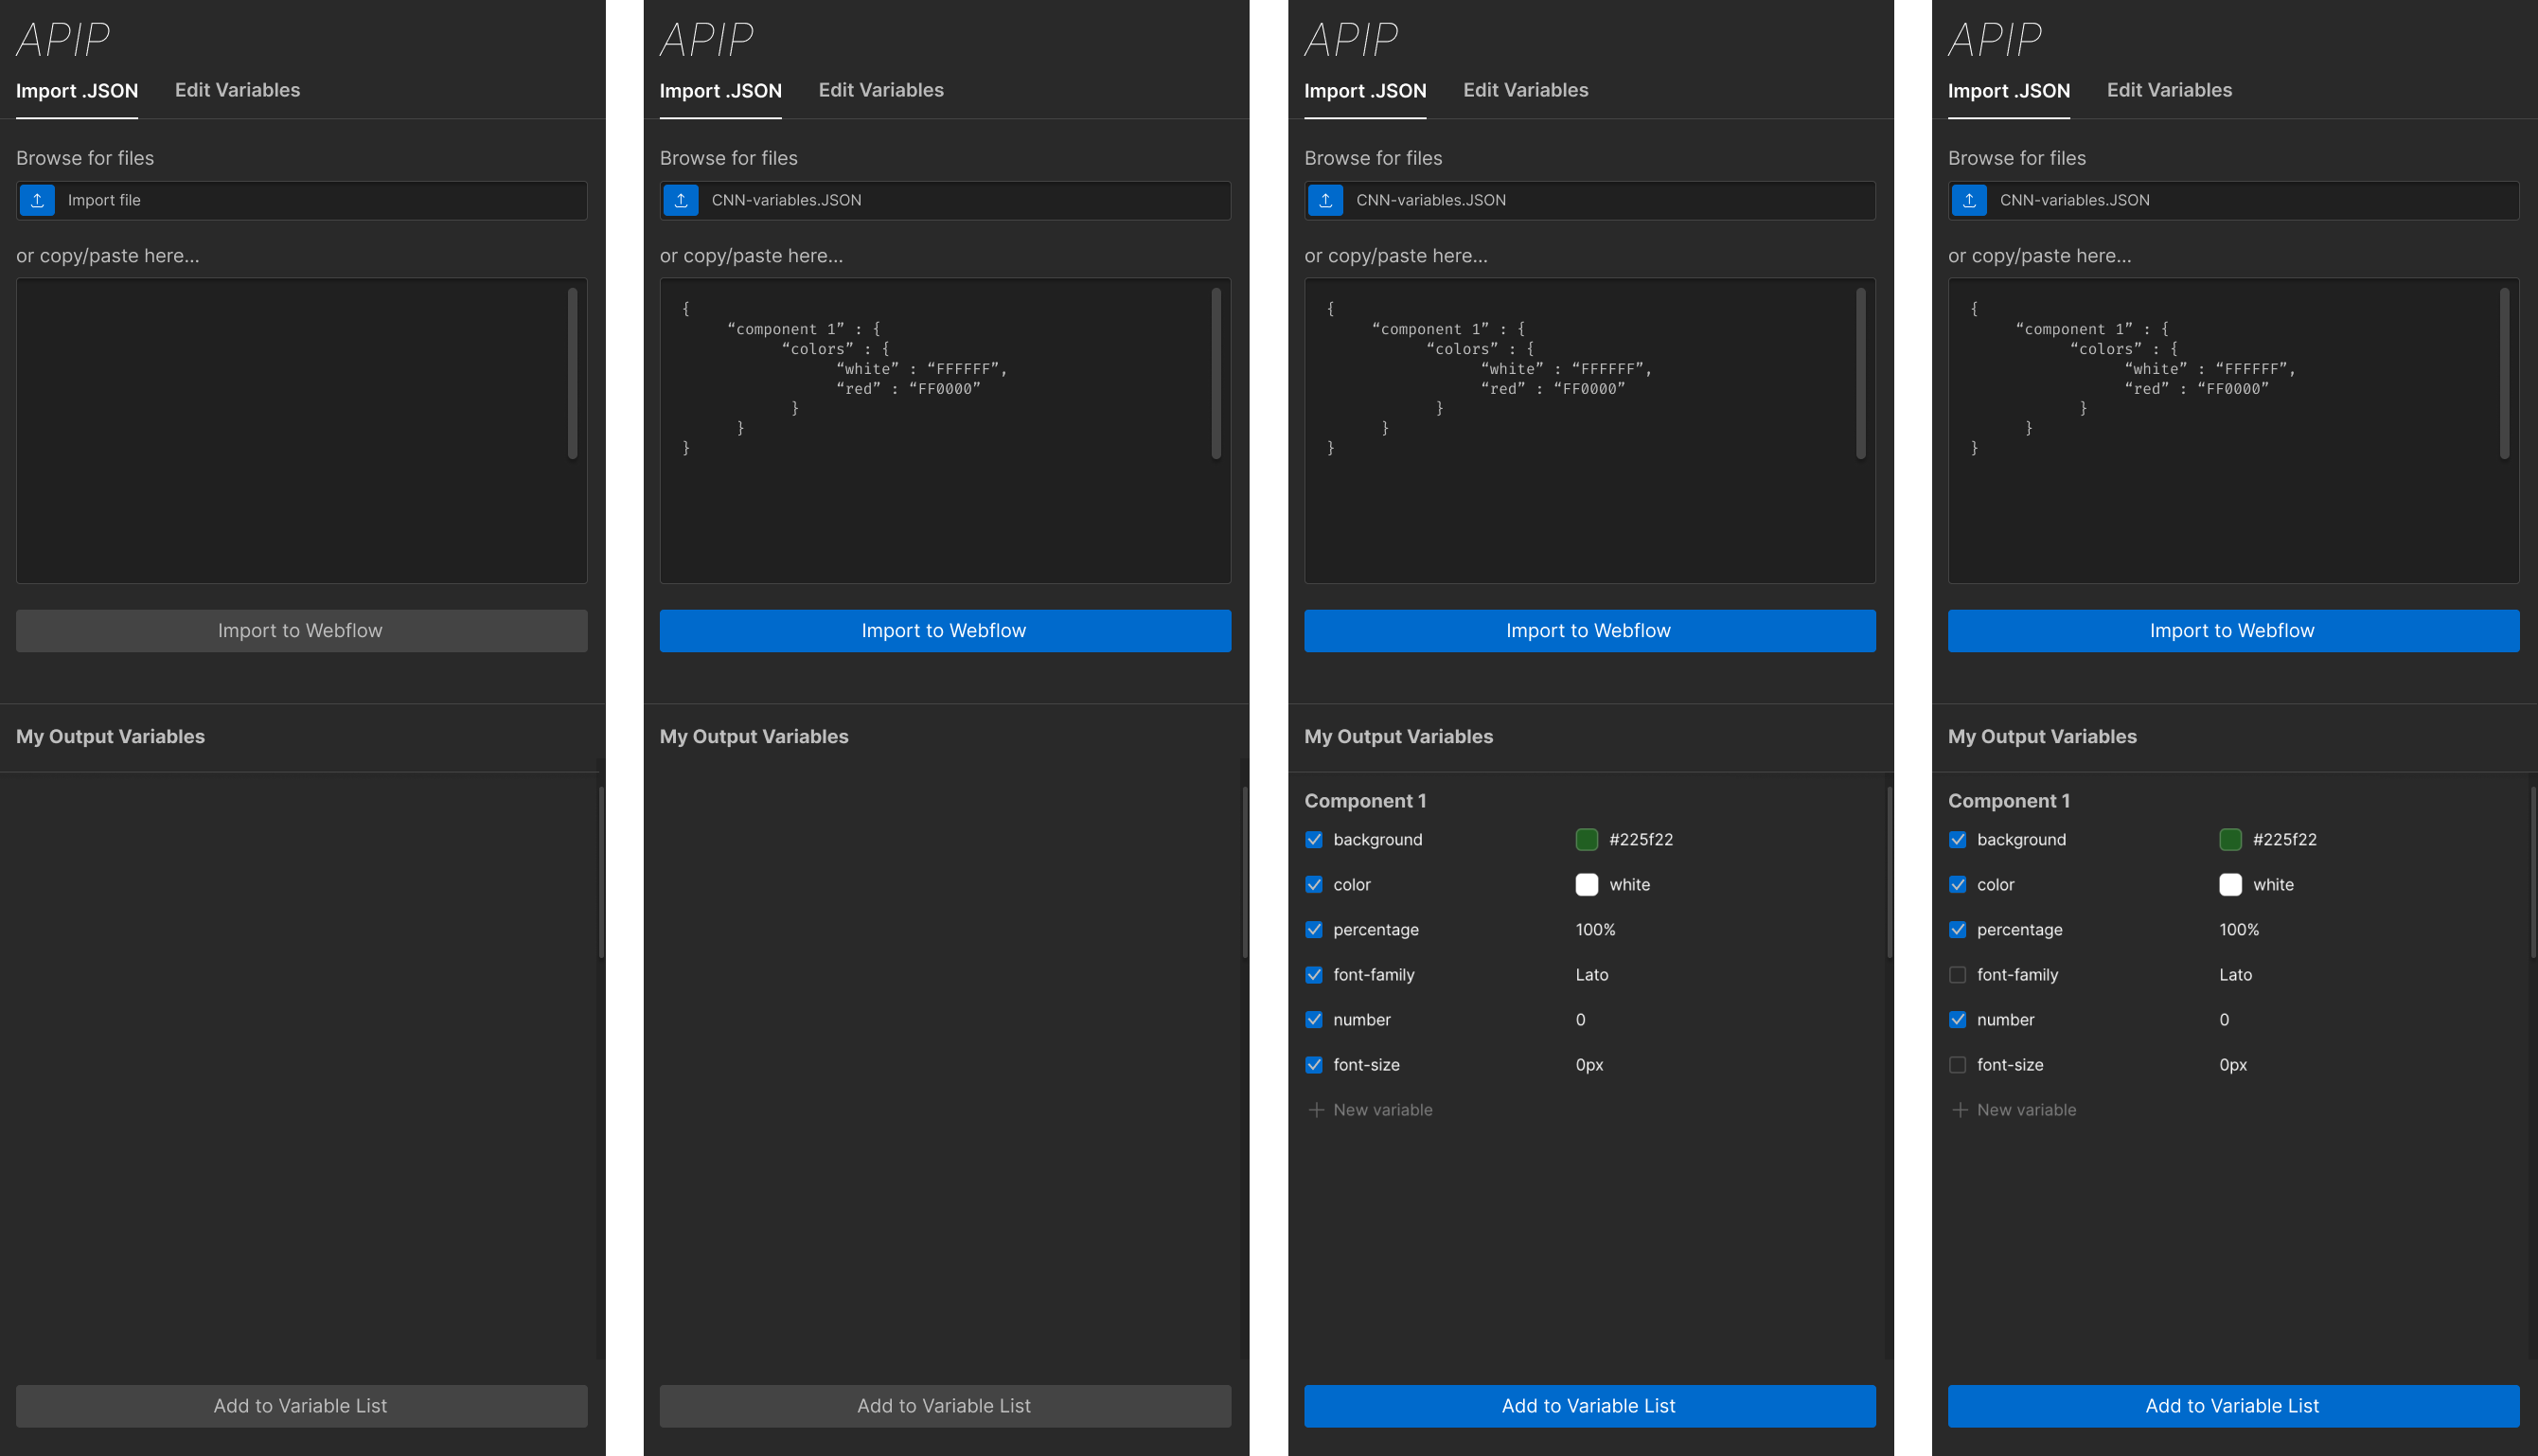 APIP
Import .JSON Edit Variables
Browse for files
Import file
or copy/paste here...
Import to Webflow
My Output Variables
Add to Variable List
APIP
Import .JSON Edit Variables
Browse for files
CNN-variables.JSON
or copy/paste here...
{
“component 1” : {
“colors” : {
“white” : “FFFFFF”,
“red” : “FF0000”
}
}
}
Import to Webflow
My Output Variables
Add to Variable List
APIP
Import .JSON Edit Variables
Browse for files
CNN-variables.JSON
or copy/paste here...
{
“component 1” : {
“colors” : {
“white” : “FFFFFF”,
“red” : “FF0000”
}
}
}
Import to Webflow
My Output Variables
Component 1
background #225f22
color white
percentage 100%
font-family Lato
number 0
font-size 0px
New variable
Add to Variable List
APIP
Import .JSON Edit Variables
Browse for files
CNN-variables.JSON
or copy/paste here...
{
“component 1” : {
“colors” : {
“white” : “FFFFFF”,
“red” : “FF0000”
}
}
}
Import to Webflow
My Output Variables
Component 1
background #225f22
color white
percentage 100%
font-family Lato
number 0
font-size 0px
New variable
Add to Variable List